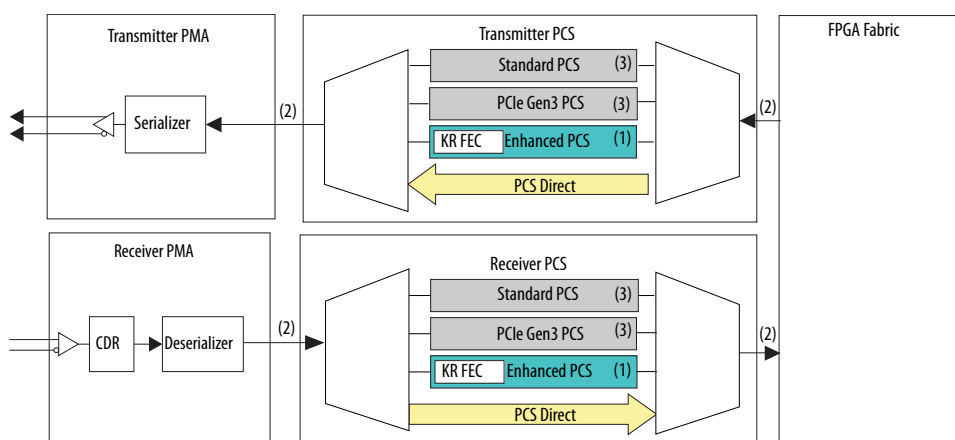 Transmitter PMA
Transmitter PCS
FPGA Fabric
Standard PCS (3)
(2)
PCIe Gen3 PCS (3)
(2)
Serializer
KR FEC Enhanced PCS (1)
PCS Direct
Receiver PMA
Receiver PCS
Standard PCS (3)
(2)
PCIe Gen3 PCS (3)
(2)
CDR
Deserializer
KR FEC Enhanced PCS (1)
PCS Direct